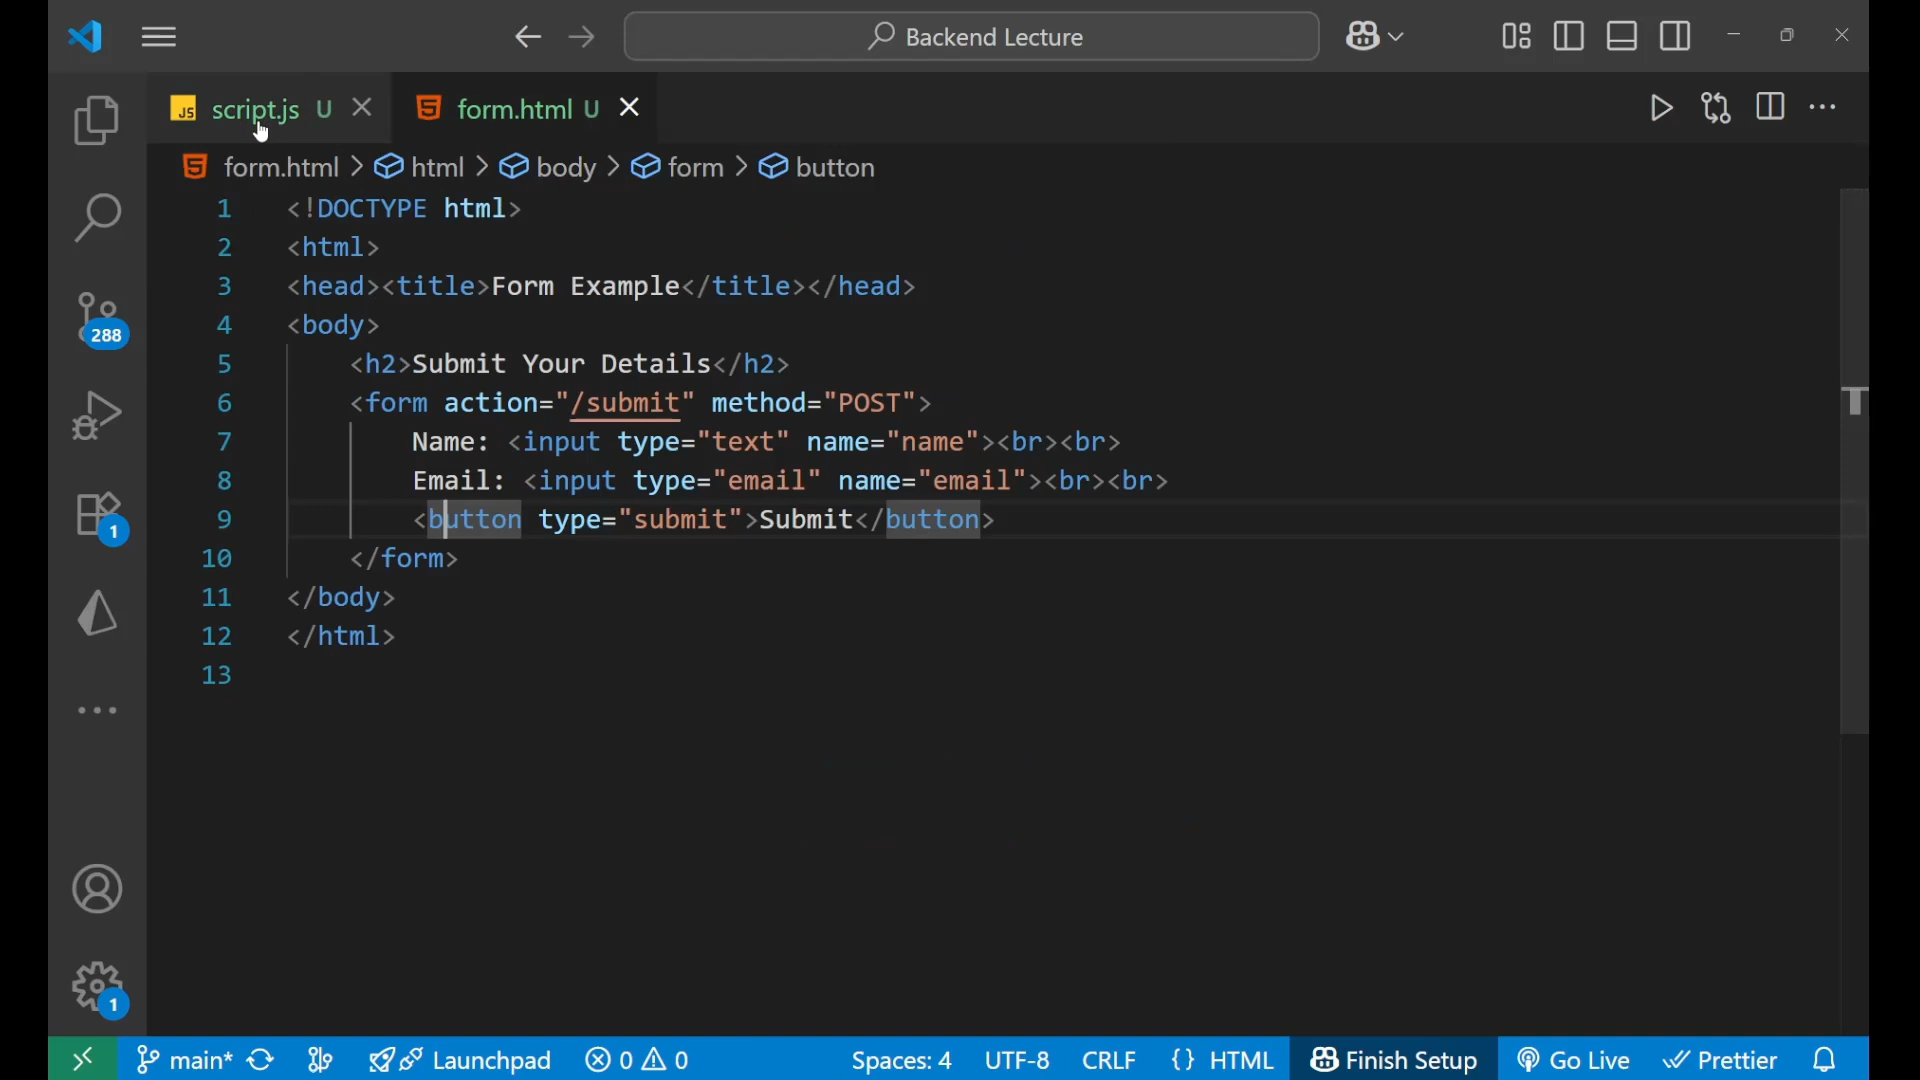 Backend Lecture
JS script.js U form.html U
form.html > html > body > form > button
1 <!DOCTYPE html>
2 <html>
3 <head><title>Form Example</title></head>
4 <body>
5 <h2>Submit Your Details</h2>
6 <form action="/submit" method="POST">
7 Name: <input type="text" name="name"><br><br>
8 Email: <input type="email" name="email"><br><br>
9 <button type="submit">Submit</button>
10 </form>
11 </body>
12 </html>
13
288
1
1
main* Launchpad 0 0 Spaces: 4 UTF-8 CRLF {} HTML Finish Setup Go Live Prettier